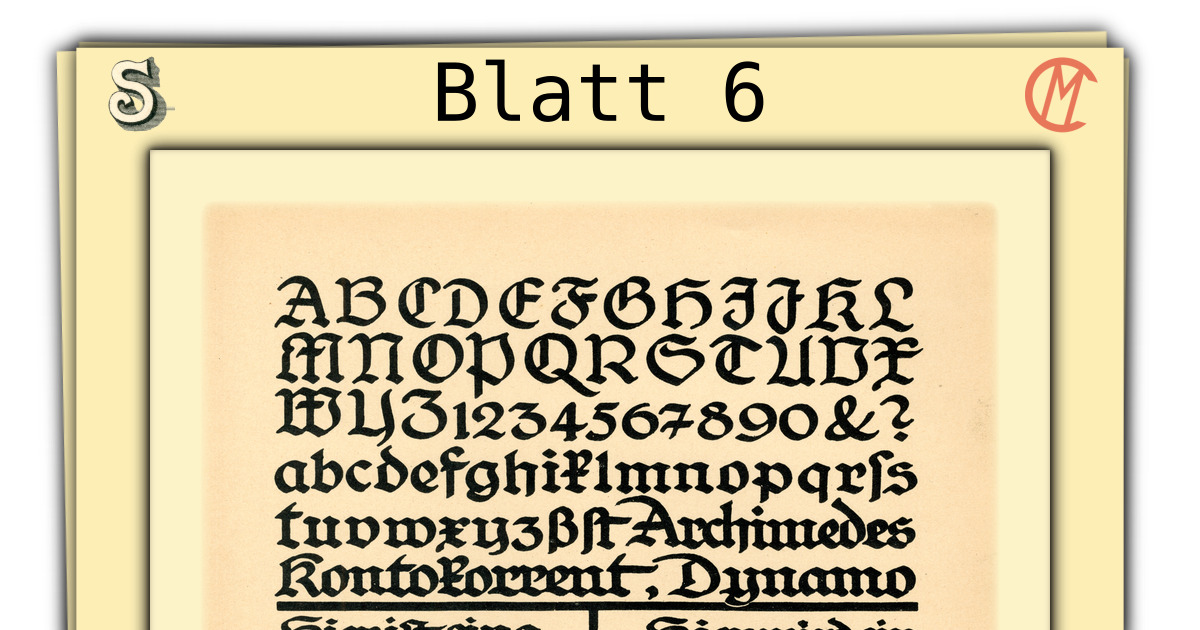 Blatt 6
ABCDEFGHIJKL
MNOPQRSTUVX
WYZ1234567890&?
abcdefghiklmnopqrſs
tuvwxyzßſt Archimedes
Kontokorrent, Dynamo